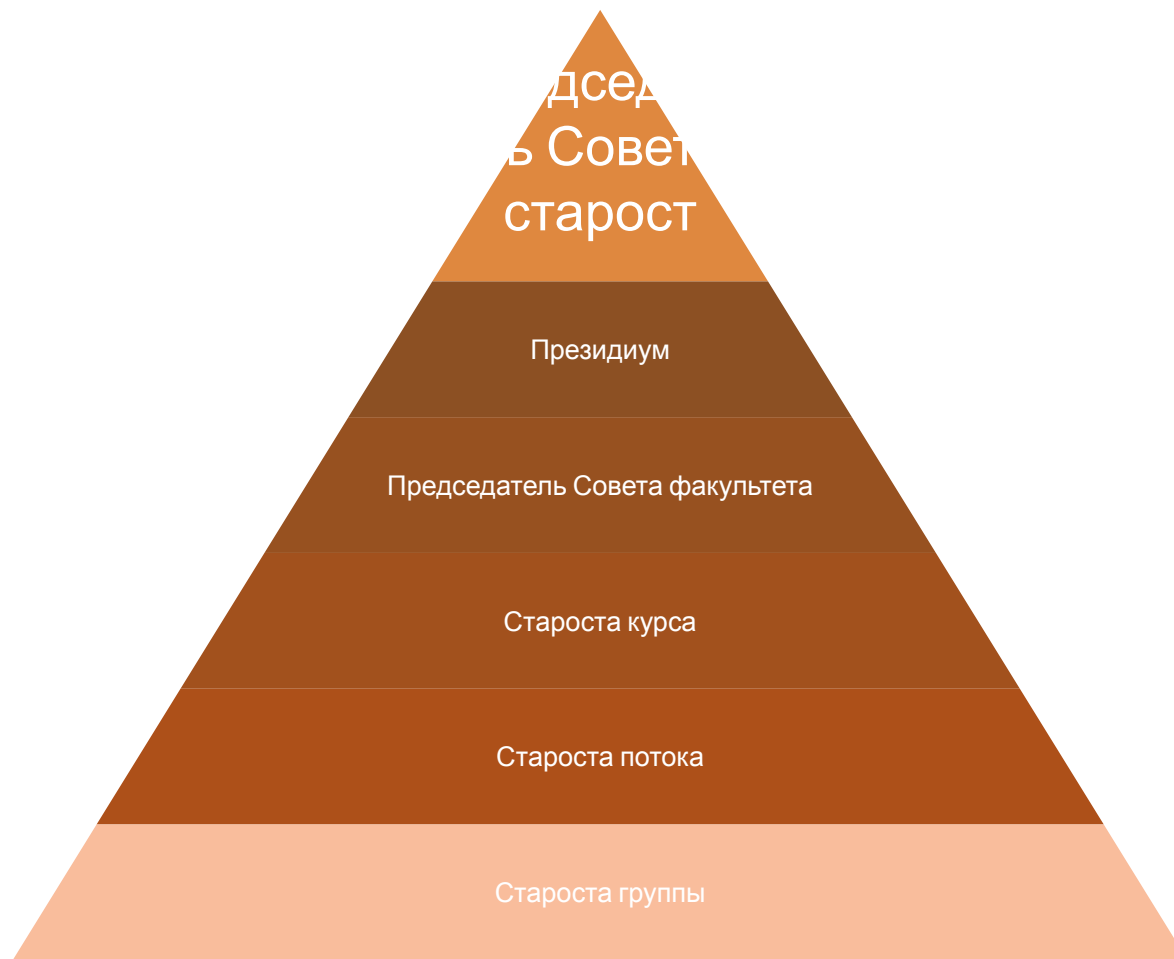 дсед
ь Совет
старост
Президиум
Председатель Совета факультета
Староста курса
Староста потока
Староста группы